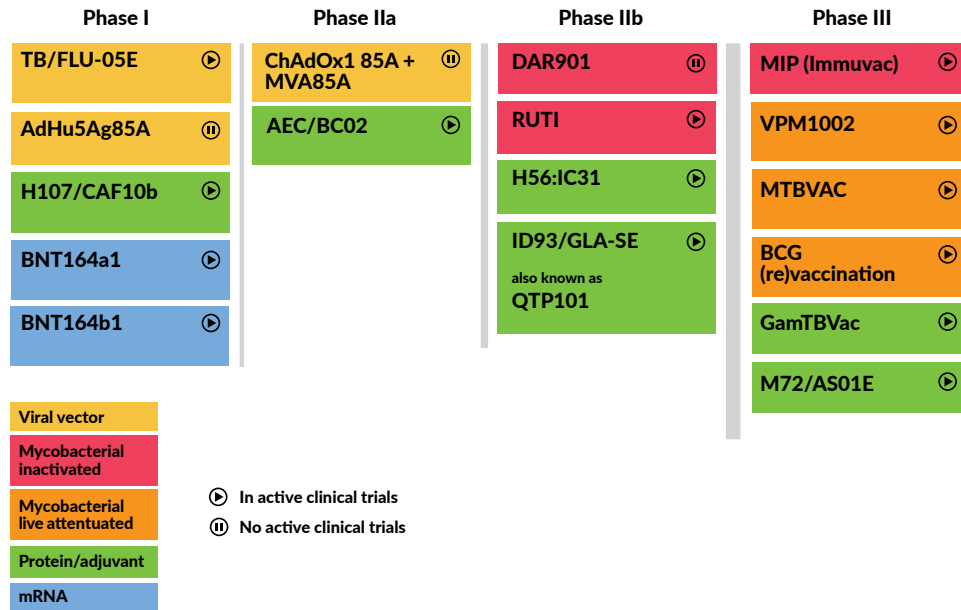 Phase I
Phase IIa
Phase IIb
Phase III
TB/FLU-05E
AdHu5Ag85A
H107/CAF10b
BNT164a1
BNT164b1
ChAdOx1 85A +
MVA85A
AEC/BC02
DAR901
RUTI
H56:IC31
ID93/GLA-SE
also known as
QTP101
MIP (Immuvac)
VPM1002
MTBVAC
BCG
(re)vaccination
GamTBVac
M72/AS01E
Viral vector
Mycobacterial
inactivated
Mycobacterial
live attentuated
Protein/adjuvant
mRNA
In active clinical trials
No active clinical trials